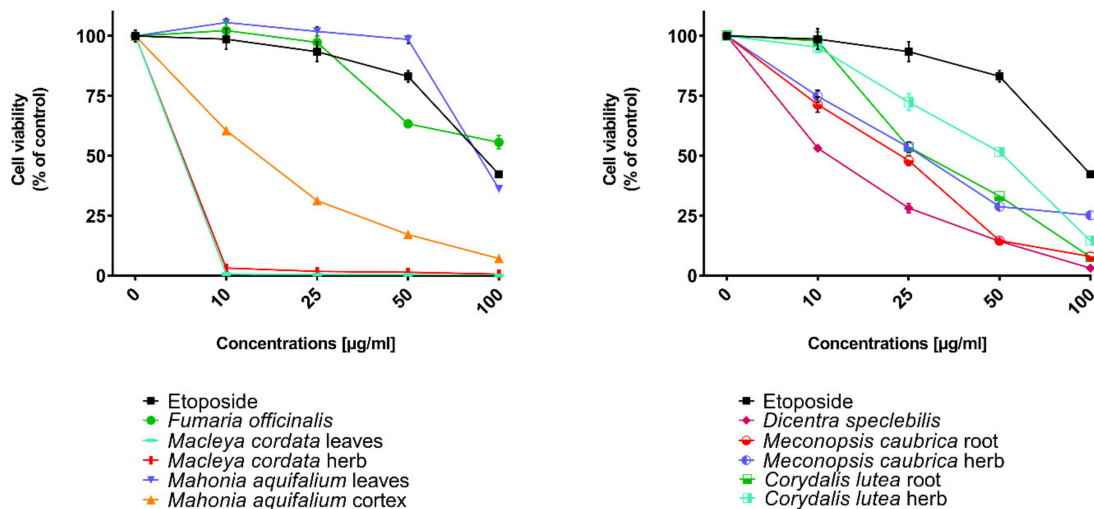 Cell viability
(% of control)
100
75
50
25
0
0
10
25
50
100
Concentrations [µg/ml]
Etoposide
Fumaria officinalis
Macleya cordata leaves
Macleya cordata herb
Mahonia aquifalium leaves
Mahonia aquifalium cortex
Cell viability
(% of control)
100
75
50
25
0
0
10
25
50
100
Concentrations [µg/ml]
Etoposide
Dicentra speclebilis
Meconopsis caubrica root
Meconopsis caubrica herb
Corydalis lutea root
Corydalis lutea herb